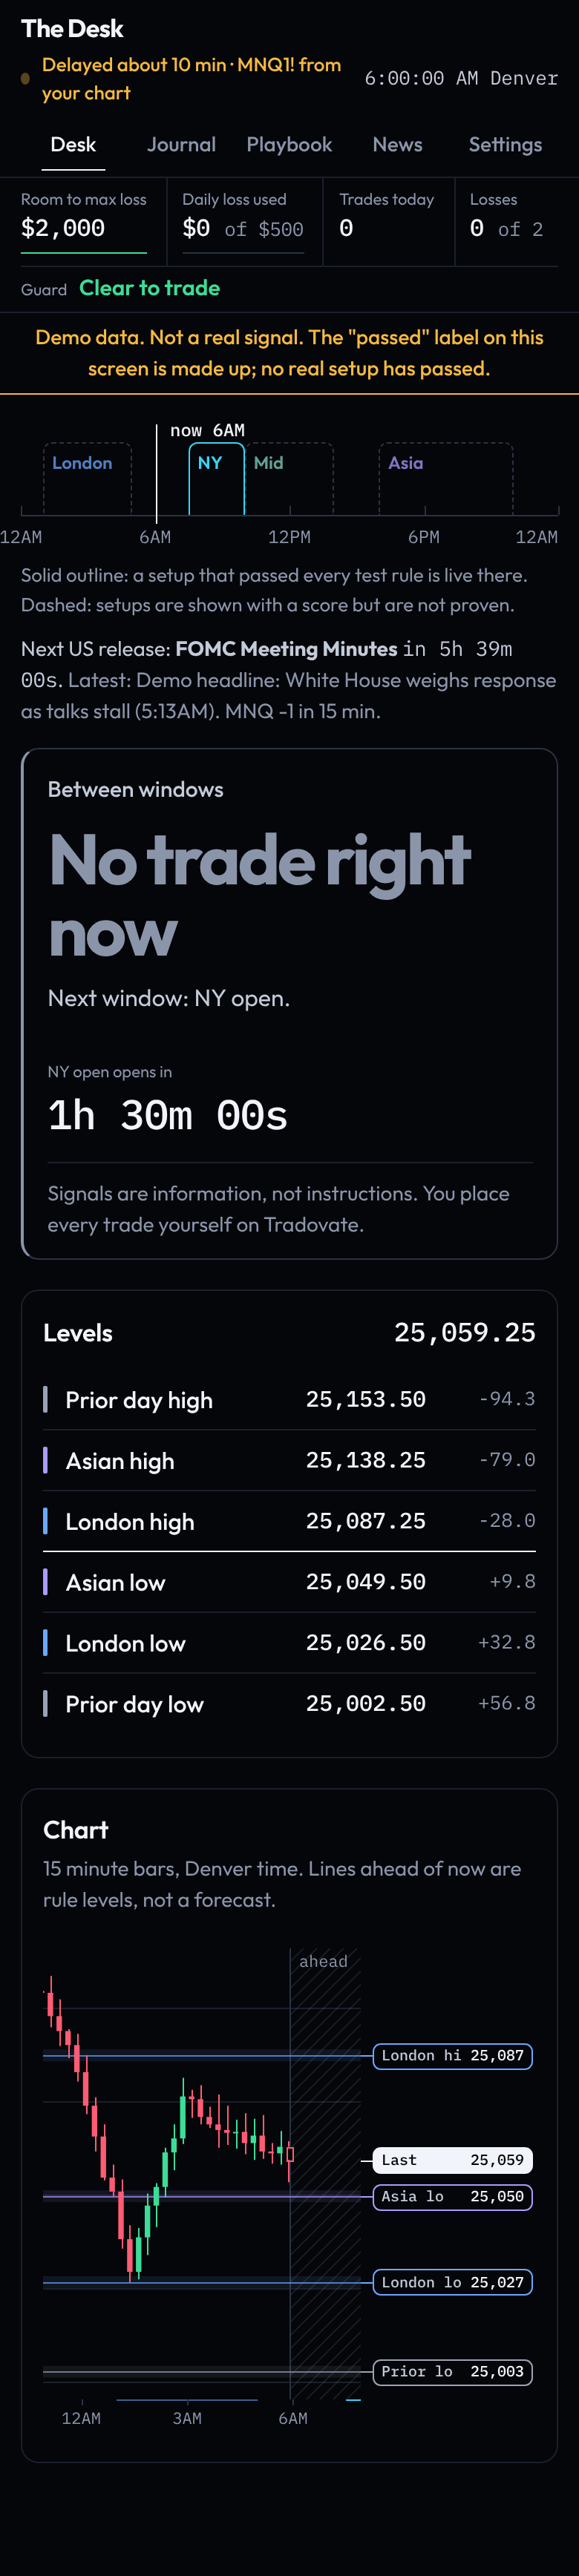 The Desk
Delayed about 10 min · MNQ1! from
your chart
6:00:00 AM Denver
Desk Journal Playbook News Settings
Room to max loss Daily loss used Trades today Losses
$2,000 $0 of $500 0 0 of 2
Guard Clear to trade
Demo data. Not a real signal. The "passed" label on this
screen is made up; no real setup has passed.
now 6AM
London NY Mid Asia
12AM 6AM 12PM 6PM 12AM
Solid outline: a setup that passed every test rule is live there.
Dashed: setups are shown with a score but are not proven.
Next US release: FOMC Meeting Minutes in 5h 39m
00s. Latest: Demo headline: White House weighs response
as talks stall (5:13AM). MNQ -1 in 15 min.
Between windows
No trade right
now
Next window: NY open.
NY open opens in
1h 30m 00s
Signals are information, not instructions. You place
every trade yourself on Tradovate.
Levels 25,059.25
Prior day high 25,153.50 -94.3
Asian high 25,138.25 -79.0
London high 25,087.25 -28.0
Asian low 25,049.50 +9.8
London low 25,026.50 +32.8
Prior day low 25,002.50 +56.8
Chart
15 minute bars, Denver time. Lines ahead of now are
rule levels, not a forecast.
ahead
London hi 25,087
Last 25,059
Asia lo 25,050
London lo 25,027
Prior lo 25,003
12AM 3AM 6AM